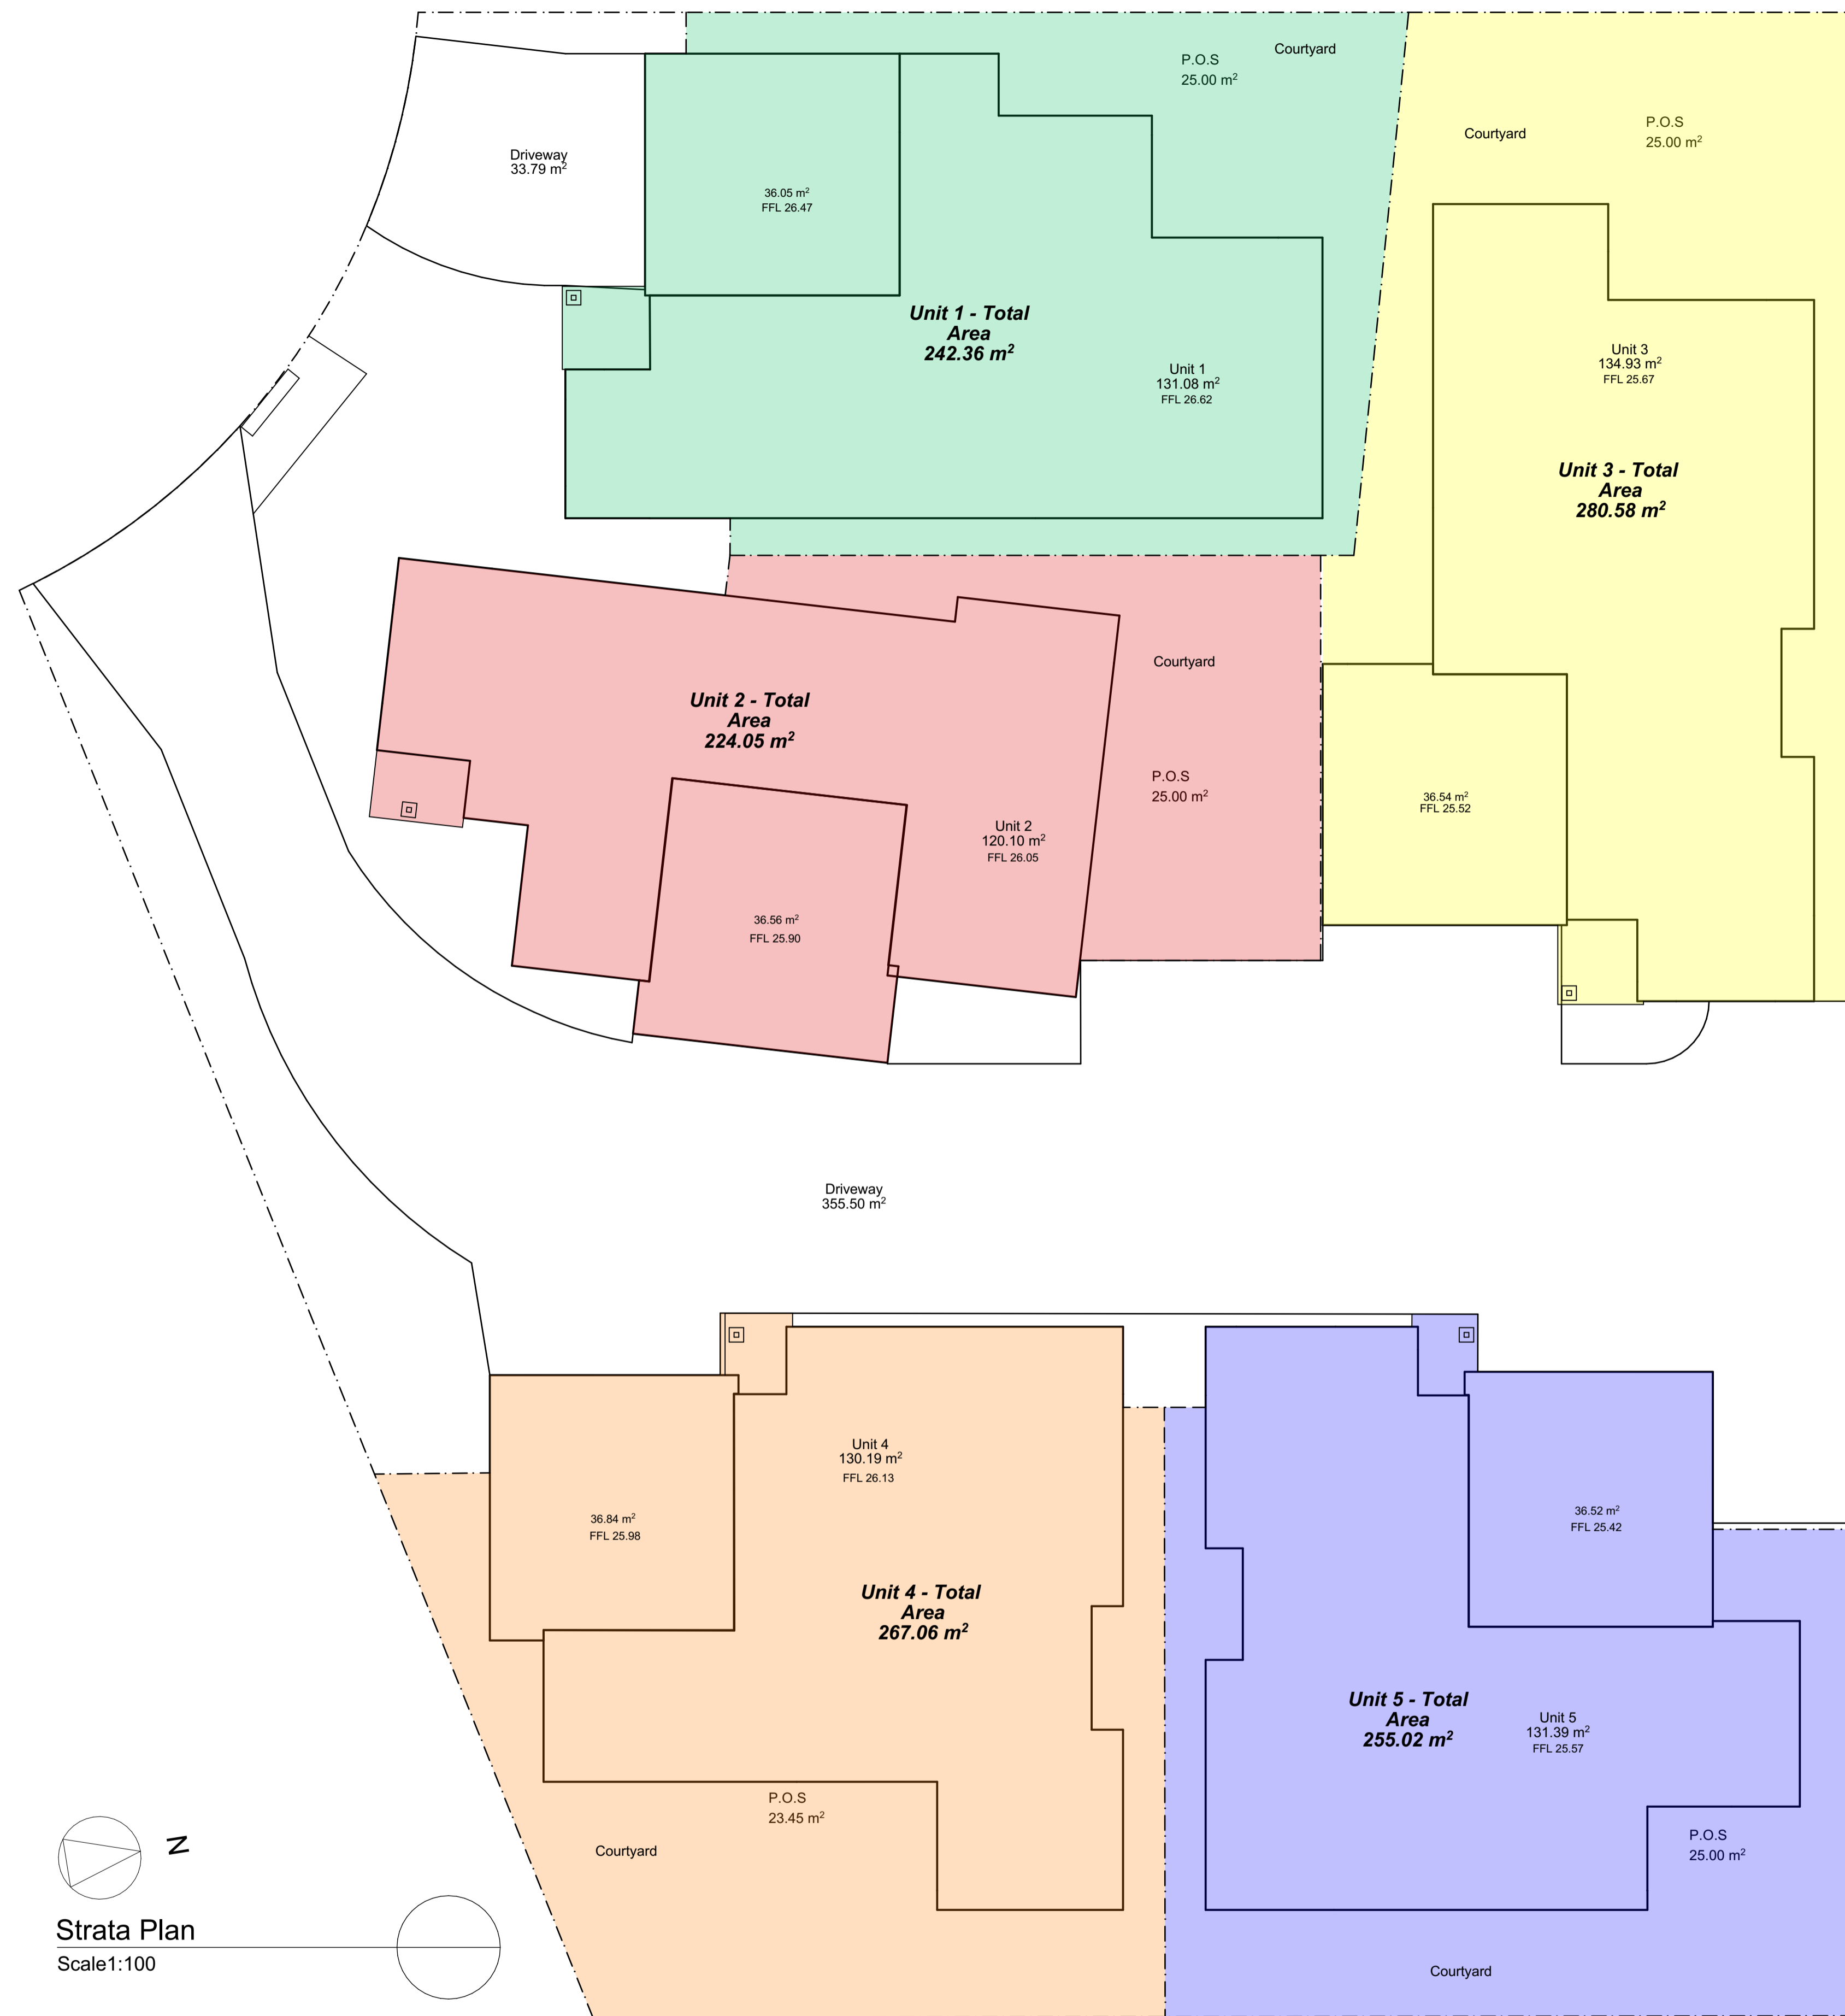 Courtyard
P.O.S
25.00 m²
Driveway
33.79 m²
36.05 m²
FFL 26.47
Unit 1 - Total
Area
242.36 m²
Unit 1
131.08 m²
FFL 26.62
Courtyard
P.O.S
25.00 m²
Unit 3
134.93 m²
FFL 25.67
Unit 3 - Total
Area
280.58 m²
36.54 m²
FFL 25.52
Courtyard
Unit 2 - Total
Area
224.05 m²
P.O.S
25.00 m²
Unit 2
120.10 m²
FFL 26.05
36.56 m²
FFL 25.90
Driveway
355.50 m²
Unit 4
130.19 m²
FFL 26.13
36.84 m²
FFL 25.98
Unit 4 - Total
Area
267.06 m²
P.O.S
23.45 m²
Courtyard
36.52 m²
FFL 25.42
Unit 5 - Total
Area
255.02 m²
Unit 5
131.39 m²
FFL 25.57
P.O.S
25.00 m²
Courtyard
N
Strata Plan
Scale1:100